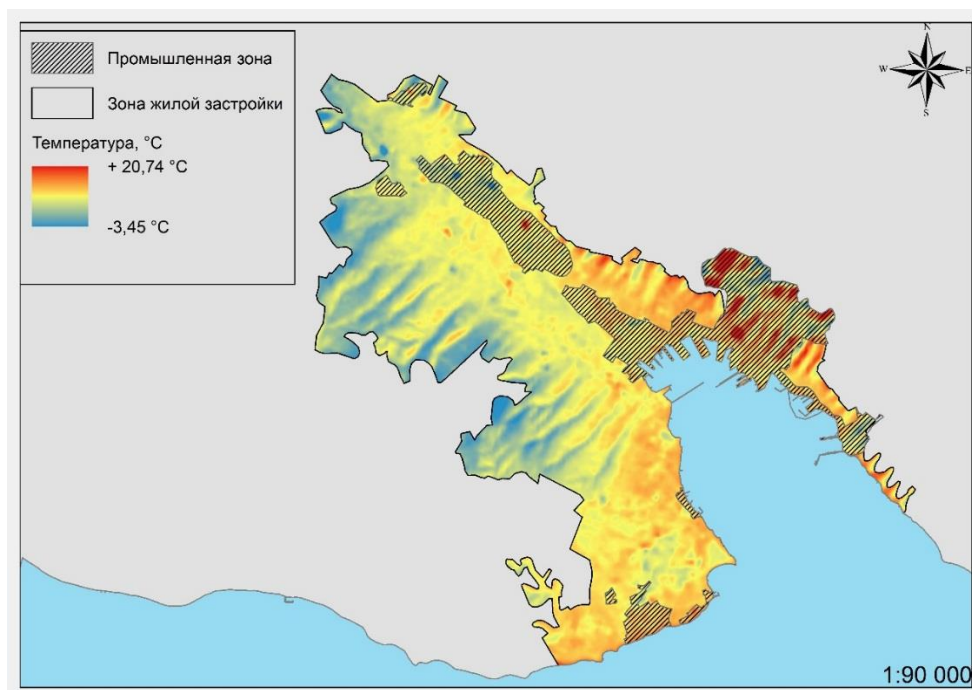 Промышленная зона
Зона жилой застройки
Температура, °C
+ 20,74 °C
-3,45 °C
N
W
E
S
1:90 000